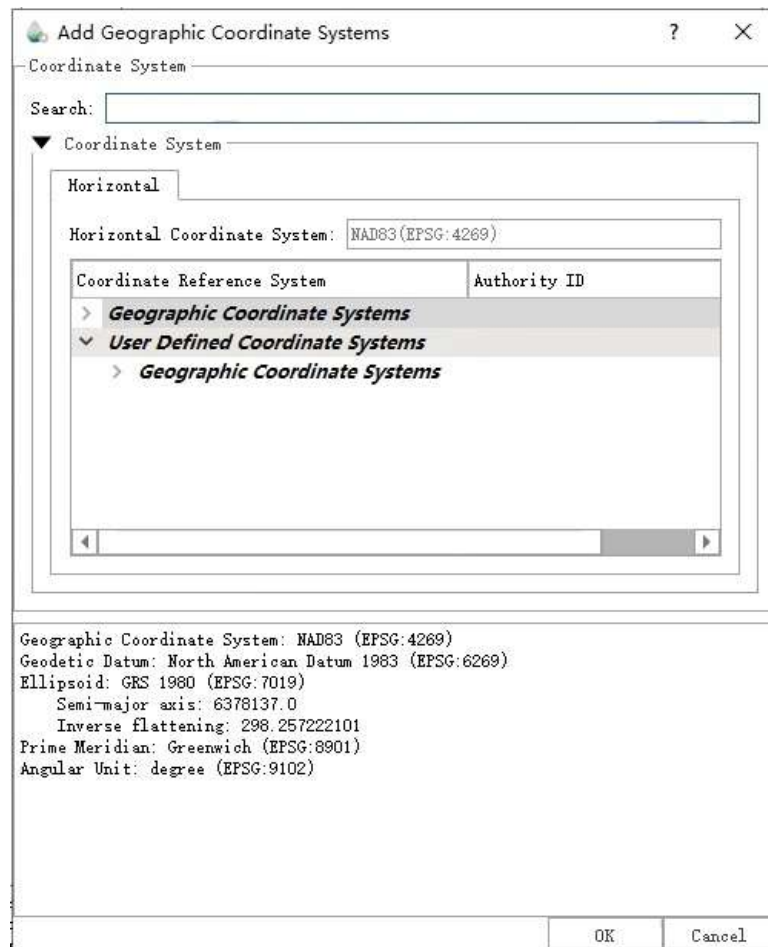 Add Geographic Coordinate Systems ? ×
Coordinate System
Search:
Coordinate System
Horizontal
Horizontal Coordinate System: NAD83(EPSG:4269)
Coordinate Reference System Authority ID
Geographic Coordinate Systems
User Defined Coordinate Systems
Geographic Coordinate Systems
Geographic Coordinate System: NAD83 (EPSG:4269)
Geodetic Datum: North American Datum 1983 (EPSG:6269)
Ellipsoid: GRS 1980 (EPSG:7019)
Semi-major axis: 6378137.0
Inverse flattening: 298.257222101
Prime Meridian: Greenwich (EPSG:8901)
Angular Unit: degree (EPSG:9102)
OK Cancel